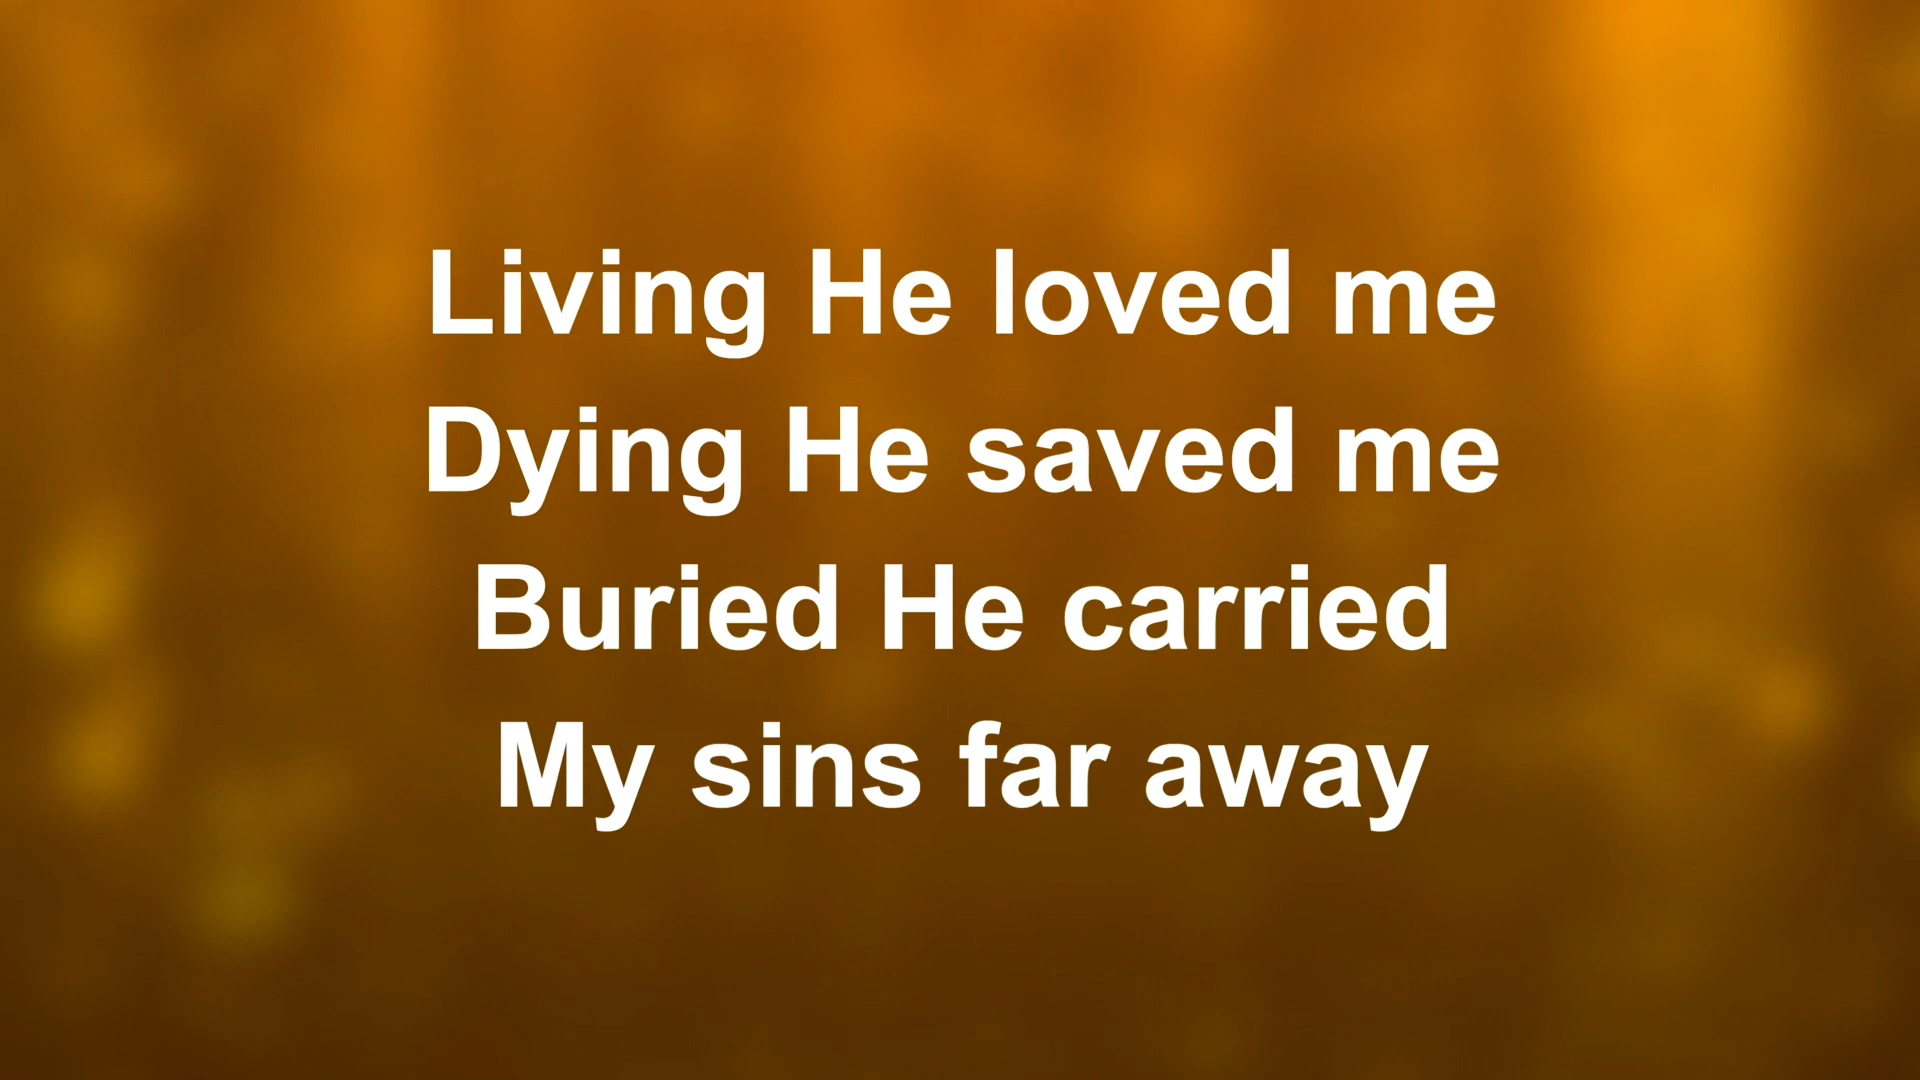 Living He loved me
Dying He saved me
Buried He carried
My sins far away